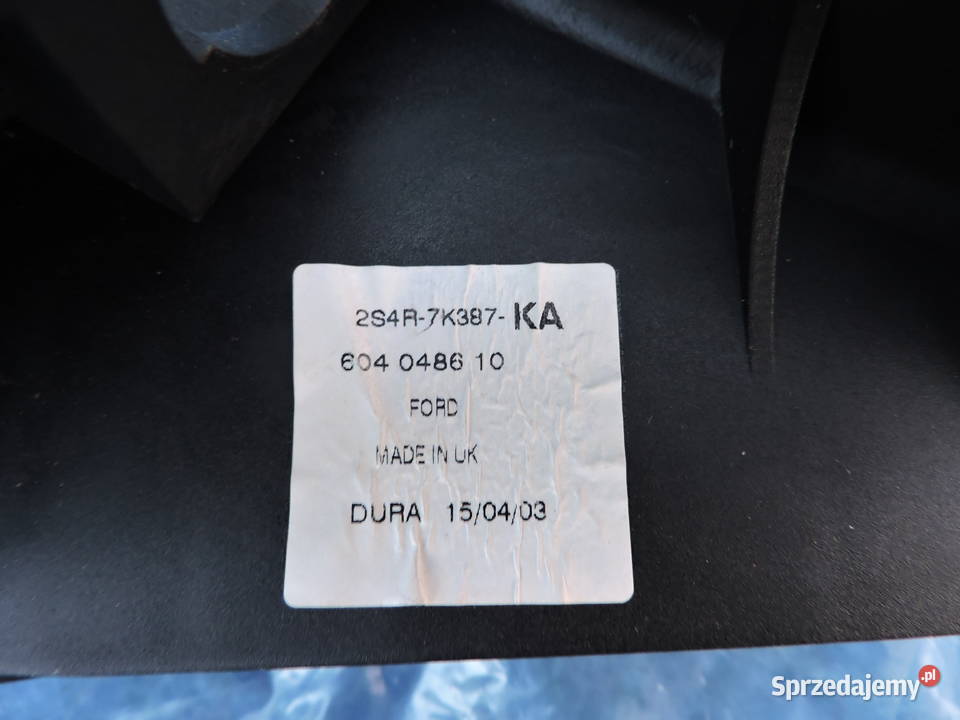 2S4R-7K387-KA
604 0486 10
FORD
MADE IN UK
DURA 15/04/03
Sprzedajemy.pl